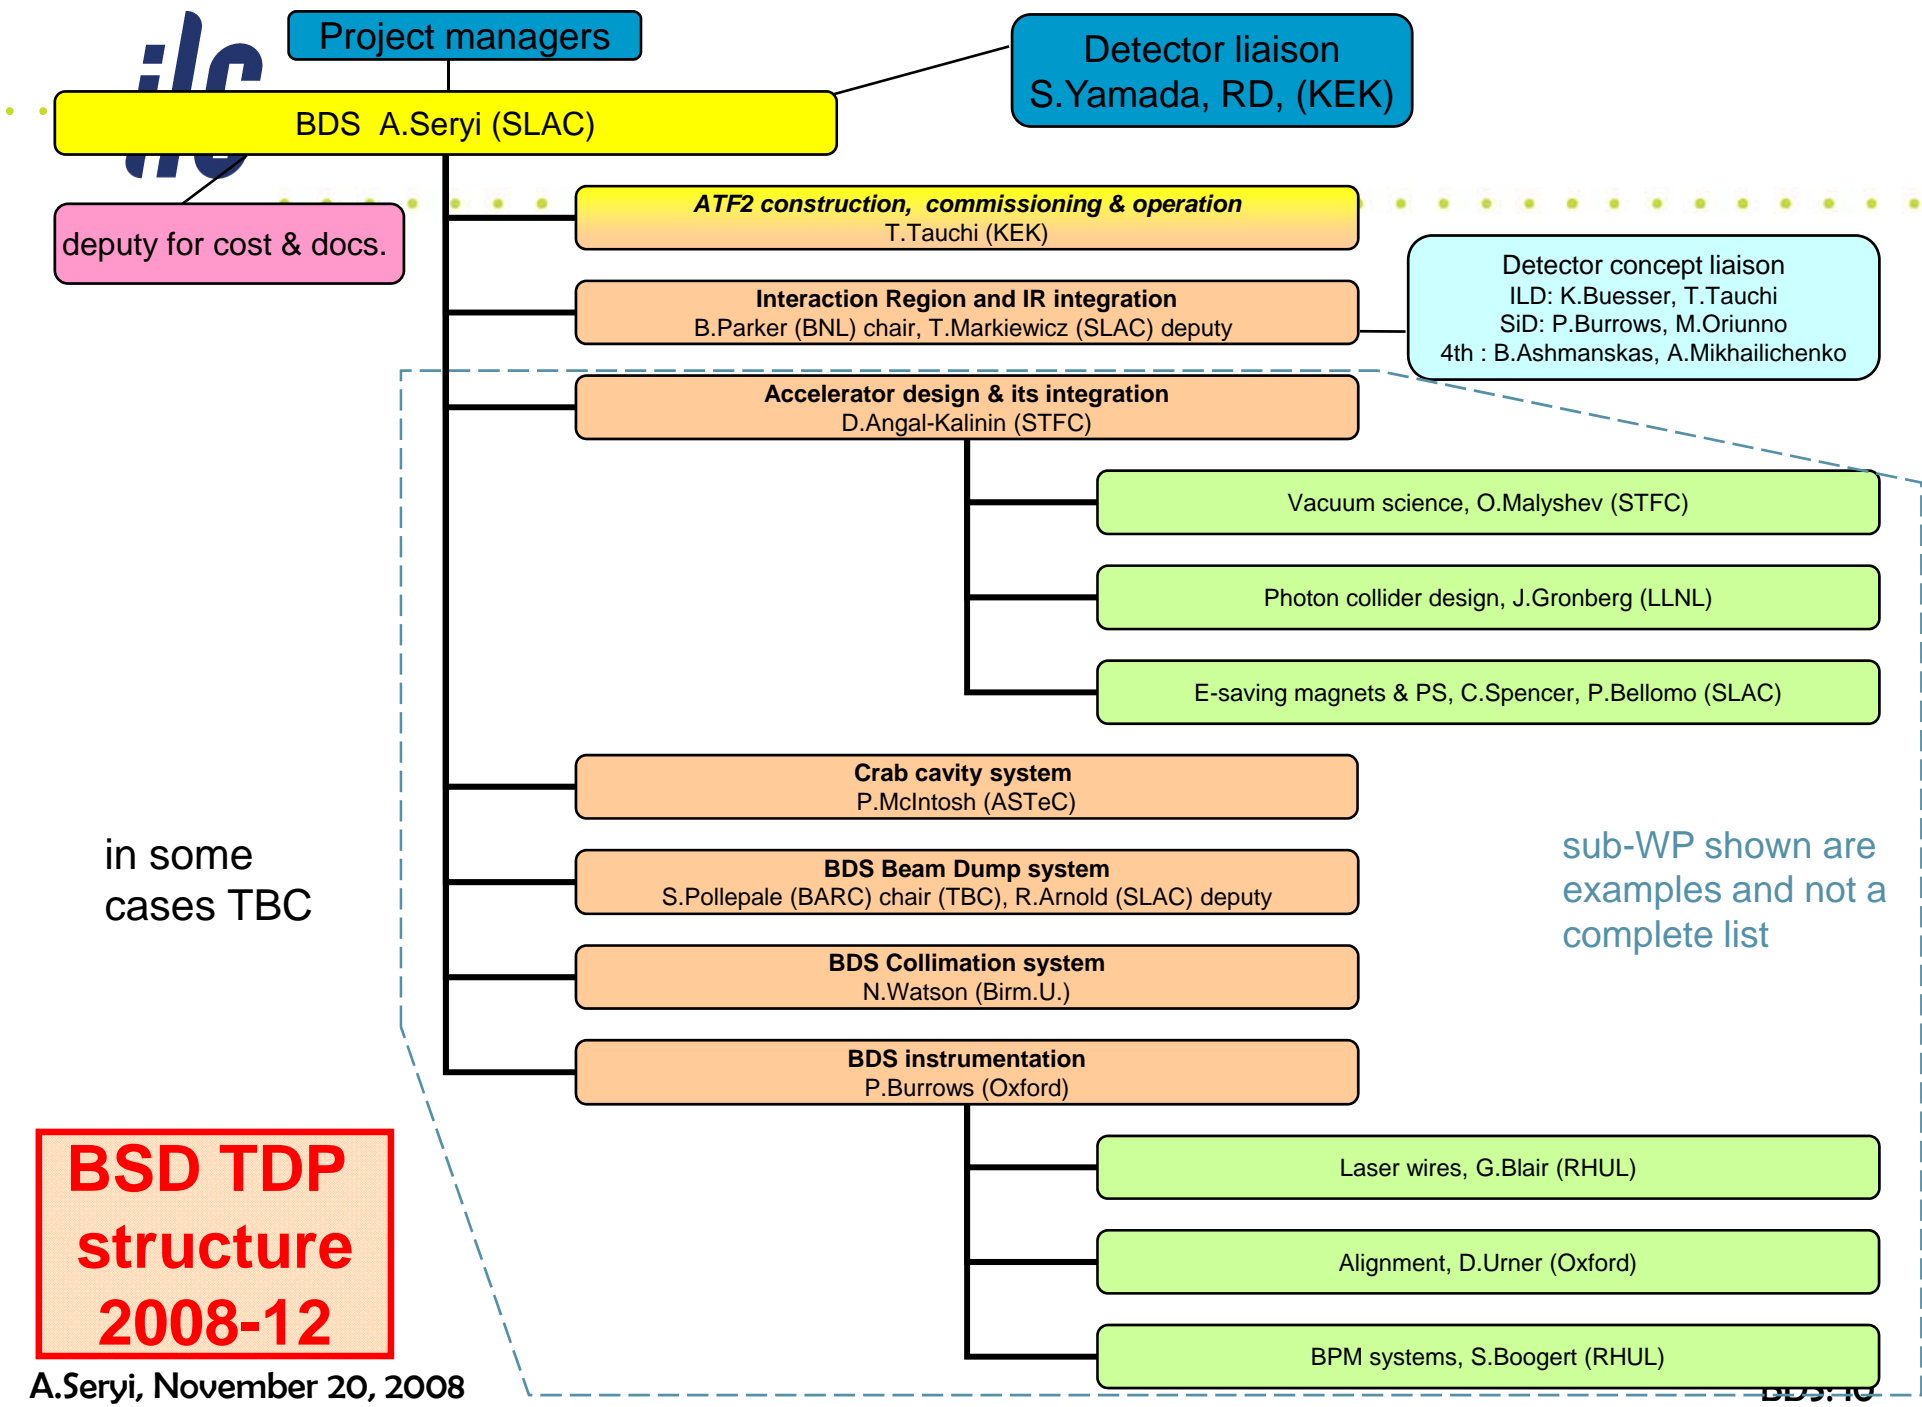 ilc
Project managers
Detector liaison
S.Yamada, RD, (KEK)
BDS A.Seryi (SLAC)
deputy for cost & docs.
ATF2 construction, commissioning & operation
T.Tauchi (KEK)
Interaction Region and IR integration
B.Parker (BNL) chair, T.Markiewicz (SLAC) deputy
Detector concept liaison
ILD: K.Buesser, T.Tauchi
SiD: P.Burrows, M.Oriunno
4th : B.Ashmanskas, A.Mikhailichenko
Accelerator design & its integration
D.Angal-Kalinin (STFC)
Vacuum science, O.Malyshev (STFC)
Photon collider design, J.Gronberg (LLNL)
E-saving magnets & PS, C.Spencer, P.Bellomo (SLAC)
Crab cavity system
P.McIntosh (ASTeC)
in some
cases TBC
BDS Beam Dump system
S.Pollepale (BARC) chair (TBC), R.Arnold (SLAC) deputy
sub-WP shown are
examples and not a
complete list
BDS Collimation system
N.Watson (Birm.U.)
BDS instrumentation
P.Burrows (Oxford)
Laser wires, G.Blair (RHUL)
Alignment, D.Urner (Oxford)
BPM systems, S.Boogert (RHUL)
BSD TDP
structure
2008-12
A.Seryi, November 20, 2008
BDS: 10